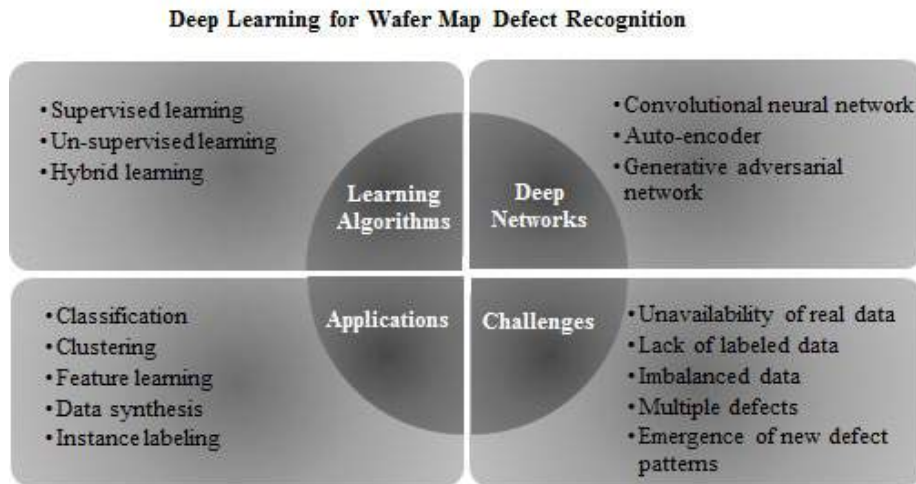 Deep Learning for Wafer Map Defect Recognition
• Supervised learning
• Un-supervised learning
• Hybrid learning
Learning
Algorithms
• Convolutional neural network
• Auto-encoder
• Generative adversarial
network
Deep
Networks
• Classification
• Clustering
• Feature learning
• Data synthesis
• Instance labeling
Applications
Challenges
• Unavailability of real data
• Lack of labeled data
• Imbalanced data
• Multiple defects
• Emergence of new defect
patterns